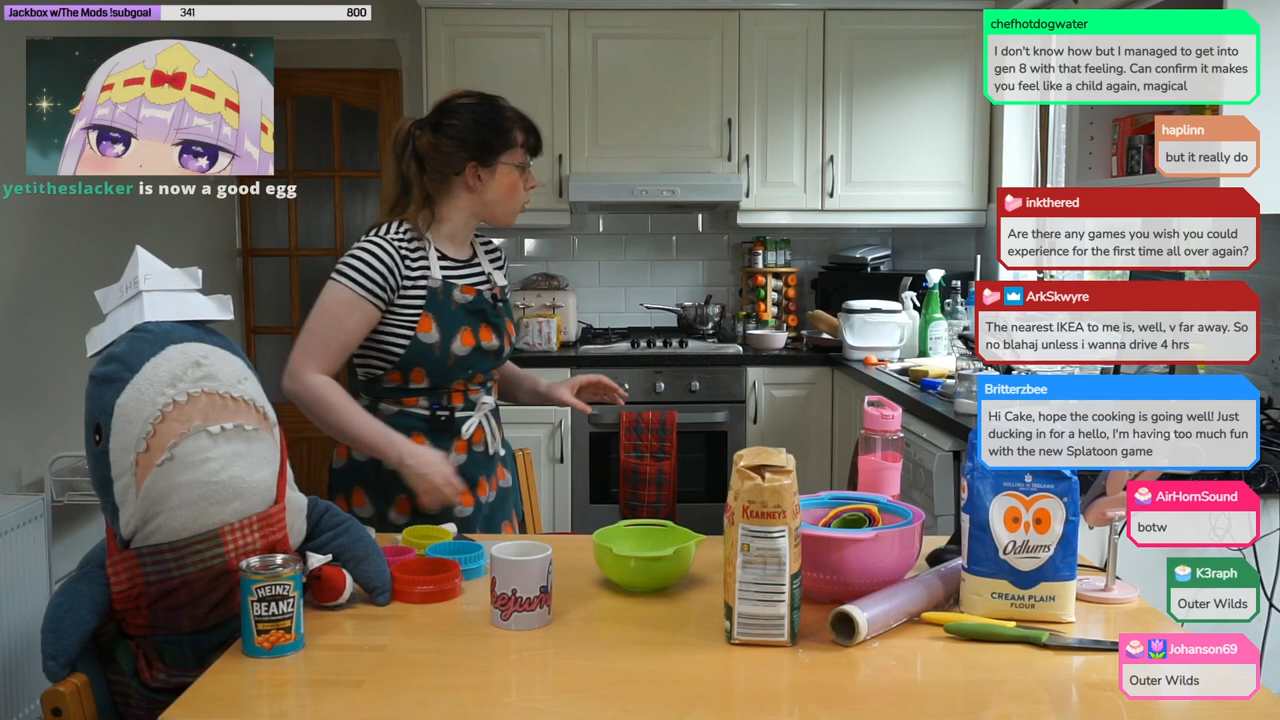 Jackbox w/The Mods !subgoal 341 800
yetitheslacker is now a good egg
SHEF
chefhotdogwater
I don't know how but I managed to get into
gen 8 with that feeling. Can confirm it makes
you feel like a child again, magical
haplinn
but it really do
inkthered
Are there any games you wish you could
experience for the first time all over again?
ArkSkwyre
The nearest IKEA to me is, well, v far away. So
no blahaj unless i wanna drive 4 hrs
Britterzbee
Hi Cake, hope the cooking is going well! Just
ducking in for a hello, I'm having too much fun
with the new Splatoon game
AirHornSound
botw
K3raph
Outer Wilds
Johanson69
Outer Wilds
HEINZ
BEANZ
KEARNEY'S
MILLING IN IRELAND
Odlums
CREAM PLAIN
FLOUR